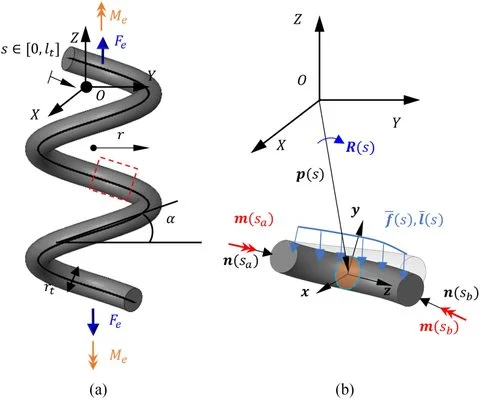 M_e
F_e
s ∈ [0, l_t]
Z
Y
O
X
r
α
r_t
F_e
M_e
(a)
Z
O
Y
X
R(s)
p(s)
y
f̅(s), l̅(s)
m(s_a)
n(s_a)
x
z
n(s_b)
m(s_b)
(b)